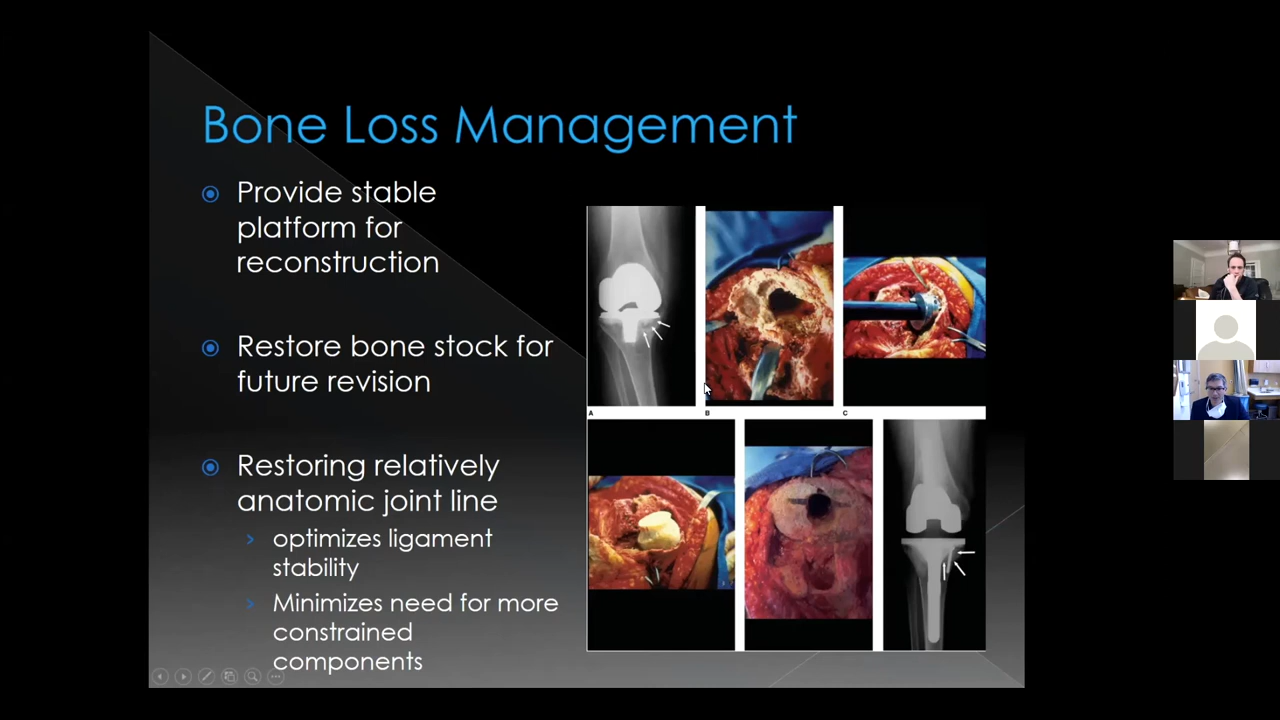 Bone Loss Management
Provide stable
platform for
reconstruction
Restore bone stock for
future revision
Restoring relatively
anatomic joint line
optimizes ligament
stability
Minimizes need for more
constrained
components
A
B
C